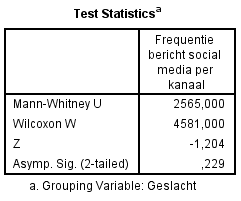 Test Statisticsa
Frequentie
bericht social
media per
kanaal
Mann-Whitney U 2565,000
Wilcoxon W 4581,000
Z -1,204
Asymp. Sig. (2-tailed) ,229
a. Grouping Variable: Geslacht